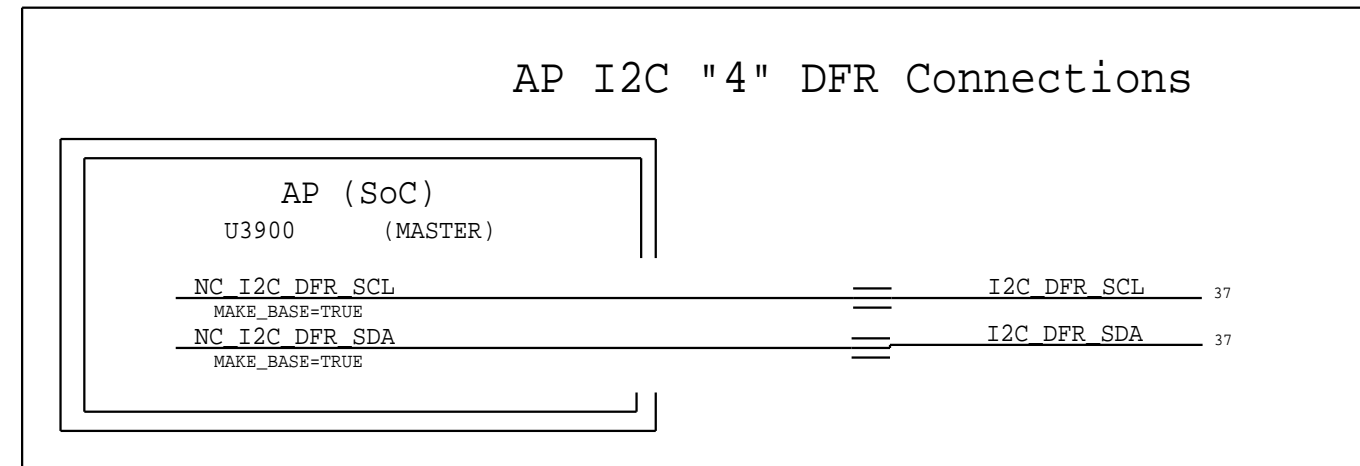 AP I2C "4" DFR Connections
AP (SoC)
U3900 (MASTER)
NC_I2C_DFR_SCL I2C_DFR_SCL 37
MAKE_BASE=TRUE
NC_I2C_DFR_SDA I2C_DFR_SDA 37
MAKE_BASE=TRUE